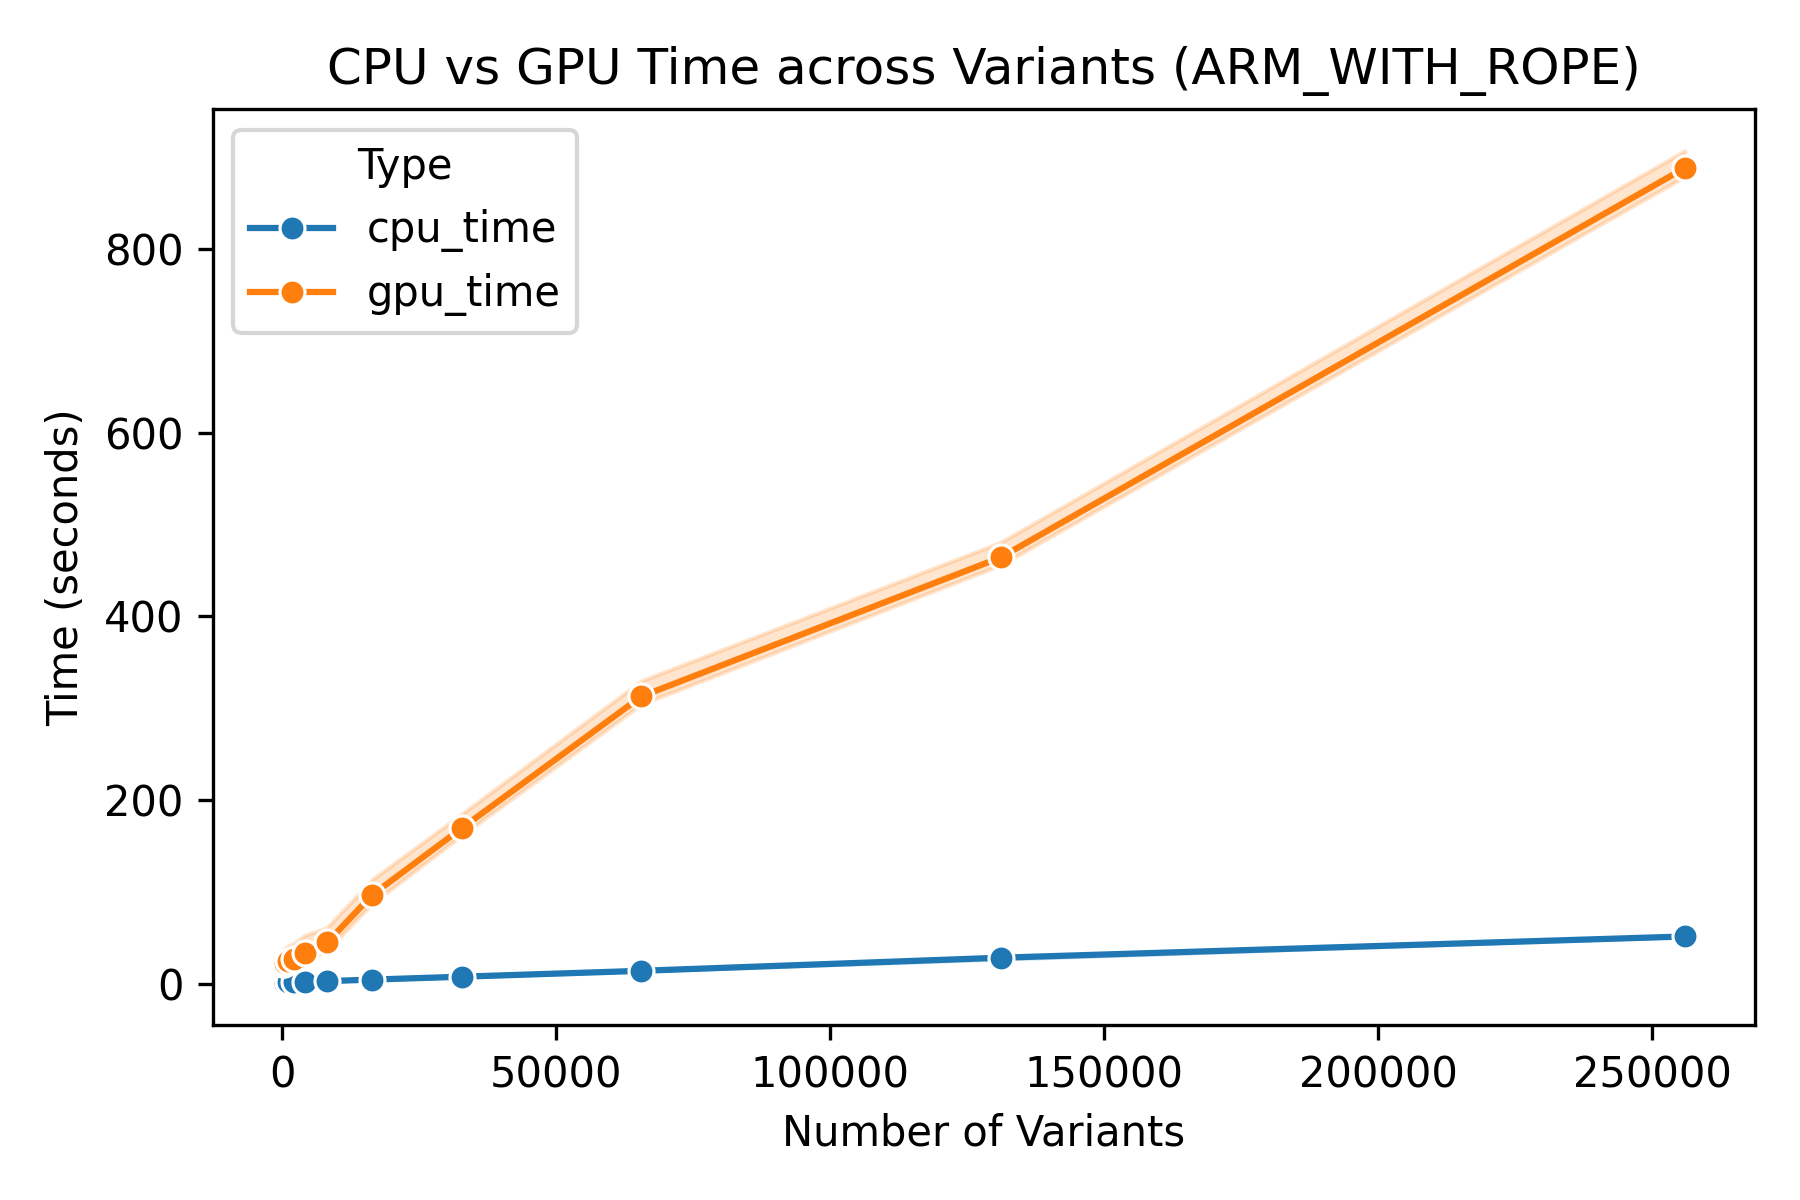 CPU vs GPU Time across Variants (ARM_WITH_ROPE)
Type
cpu_time
gpu_time
Time (seconds)
800
600
400
200
0
0 50000 100000 150000 200000 250000
Number of Variants